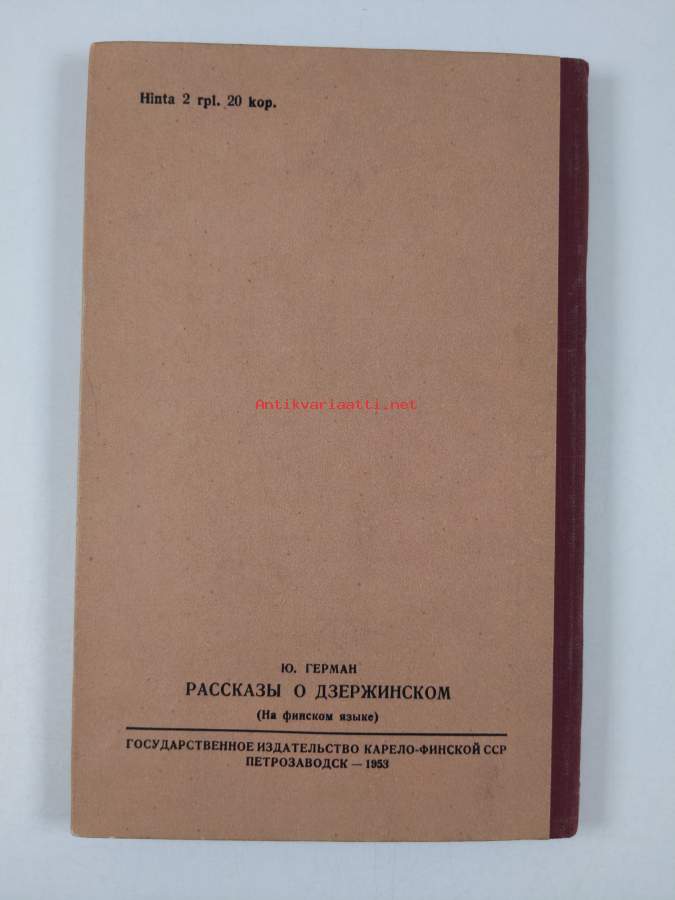 Hinta 2 rpl. 20 kop.
Antikvariaatti.net
Ю. ГЕРМАН
РАССКАЗЫ О ДЗЕРЖИНСКОМ
(На финском языке)
ГОСУДАРСТВЕННОЕ ИЗДАТЕЛЬСТВО КАРЕЛО-ФИНСКОЙ ССР
ПЕТРОЗАВОДСК — 1953